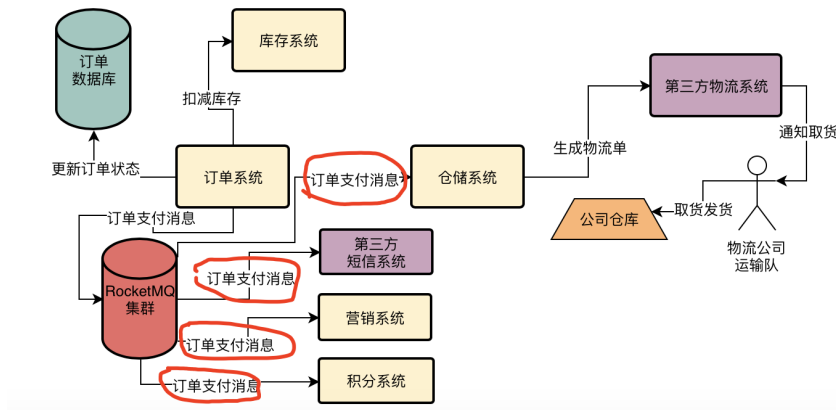 订单
数据库
库存系统
扣减库存
第三方物流系统
通知取货
生成物流单
更新订单状态
订单系统
订单支付消息
仓储系统
订单支付消息
取货发货
公司仓库
物流公司
运输队
第三方
短信系统
订单支付消息
RocketMQ
集群
营销系统
订单支付消息
积分系统
订单支付消息